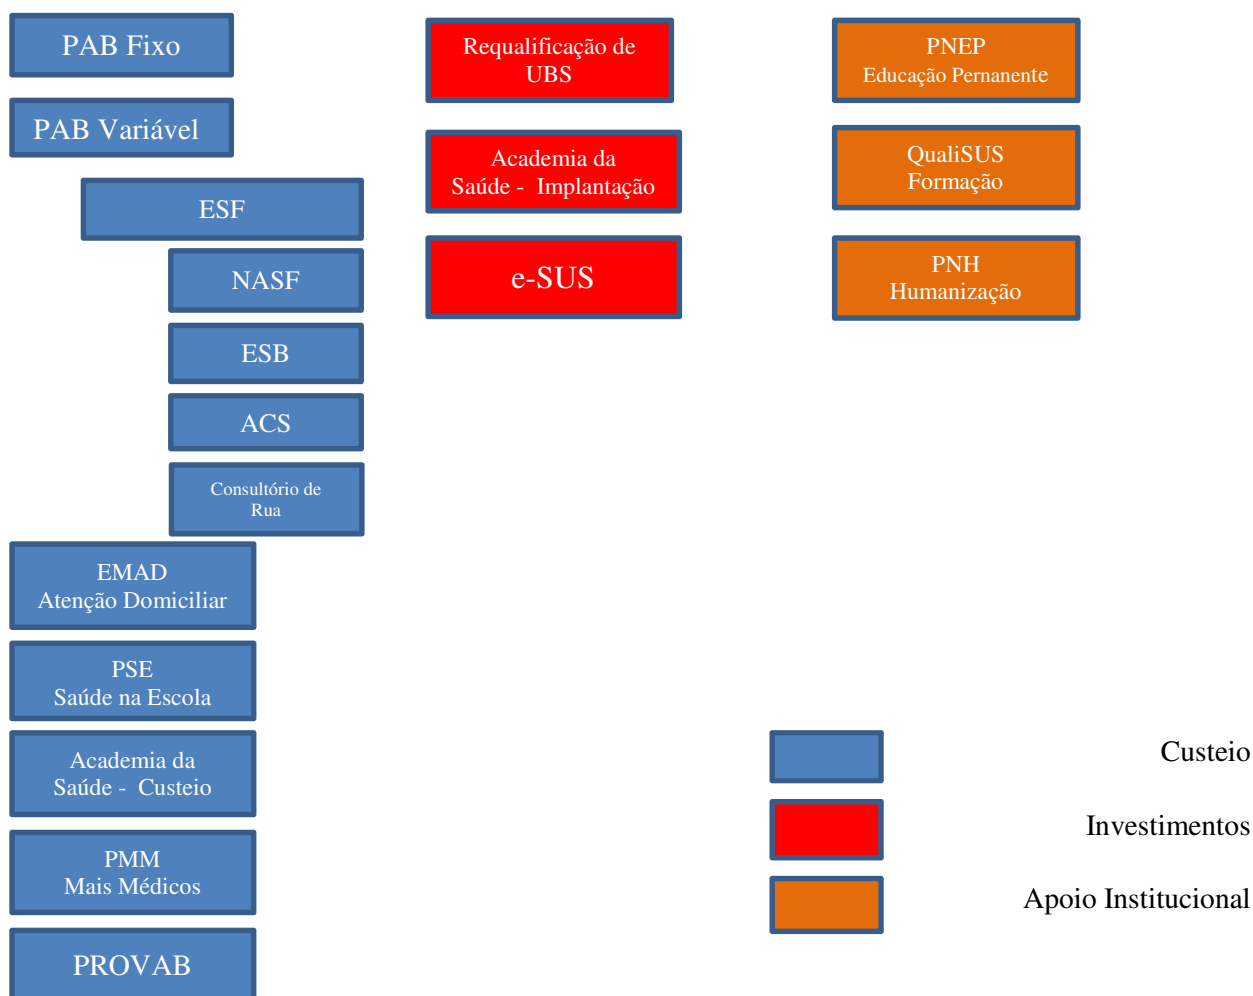 PAB Fixo
PAB Variável
ESF
NASF
ESB
ACS
Consultório de
Rua
EMAD
Atenção Domiciliar
PSE
Saúde na Escola
Academia da
Saúde - Custeio
PMM
Mais Médicos
PROVAB
Requalificação de
UBS
Academia da
Saúde - Implantação
e-SUS
PNEP
Educação Pernanente
QualiSUS
Formação
PNH
Humanização
Custeio
Investimentos
Apoio Institucional